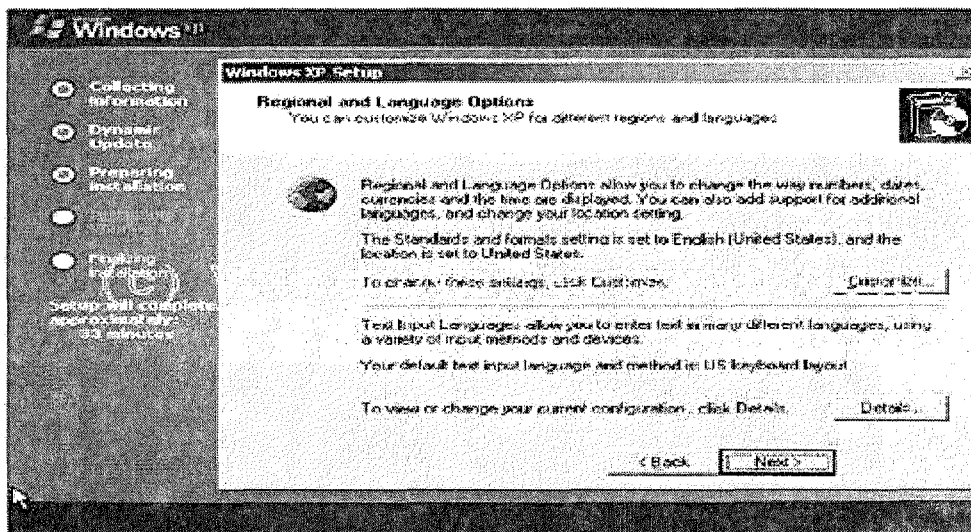 Windows XP
Collecting
information
Dynamic
Update
Preparing
installation
Finalizing
installation
Setup will complete
approximately:
33 minutes
Windows XP Setup
Regional and Language Options
You can customize Windows XP for different regions and languages
Regional and Language Options allow you to change the way numbers, dates,
currencies and the time are displayed. You can also add support for additional
languages, and change your location setting.
The Standards and formats setting is set to English (United States), and the
location is set to United States.
To change these settings, click Customize.
Customize...
Text Input Languages allow you to enter text in many different languages, using
a variety of input methods and devices.
Your default text input language and method is: US keyboard layout
To view or change your current configuration, click Details.
Details...
< Back
Next >